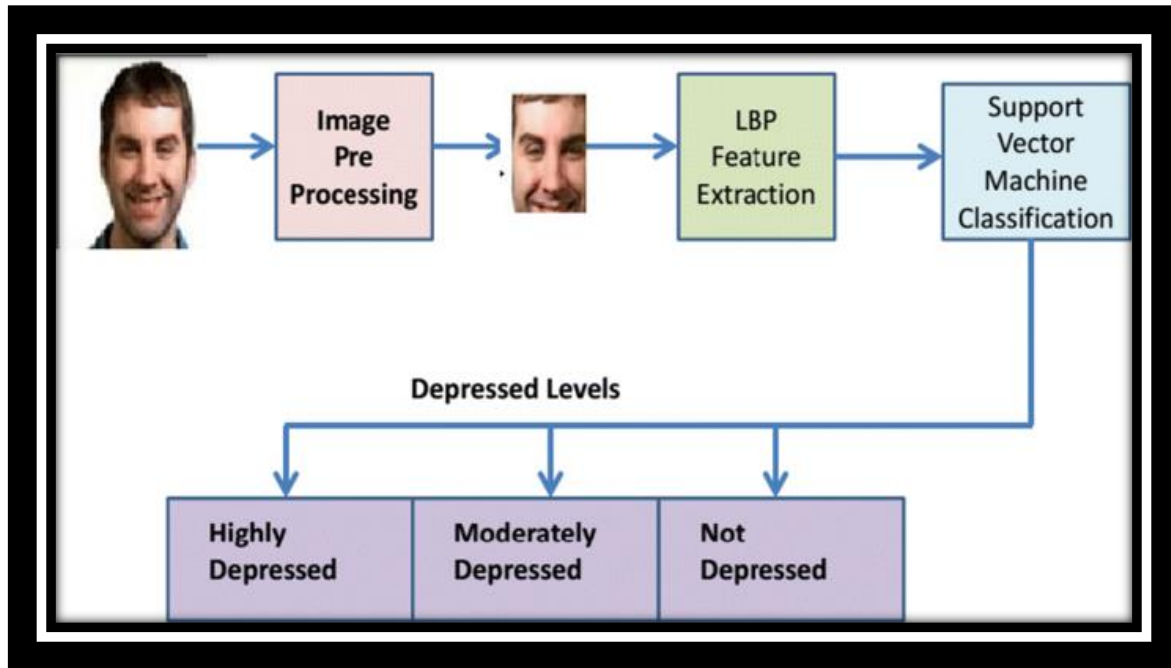 Image
Pre
Processing
LBP
Feature
Extraction
Support
Vector
Machine
Classification
Depressed Levels
Highly
Depressed
Moderately
Depressed
Not
Depressed